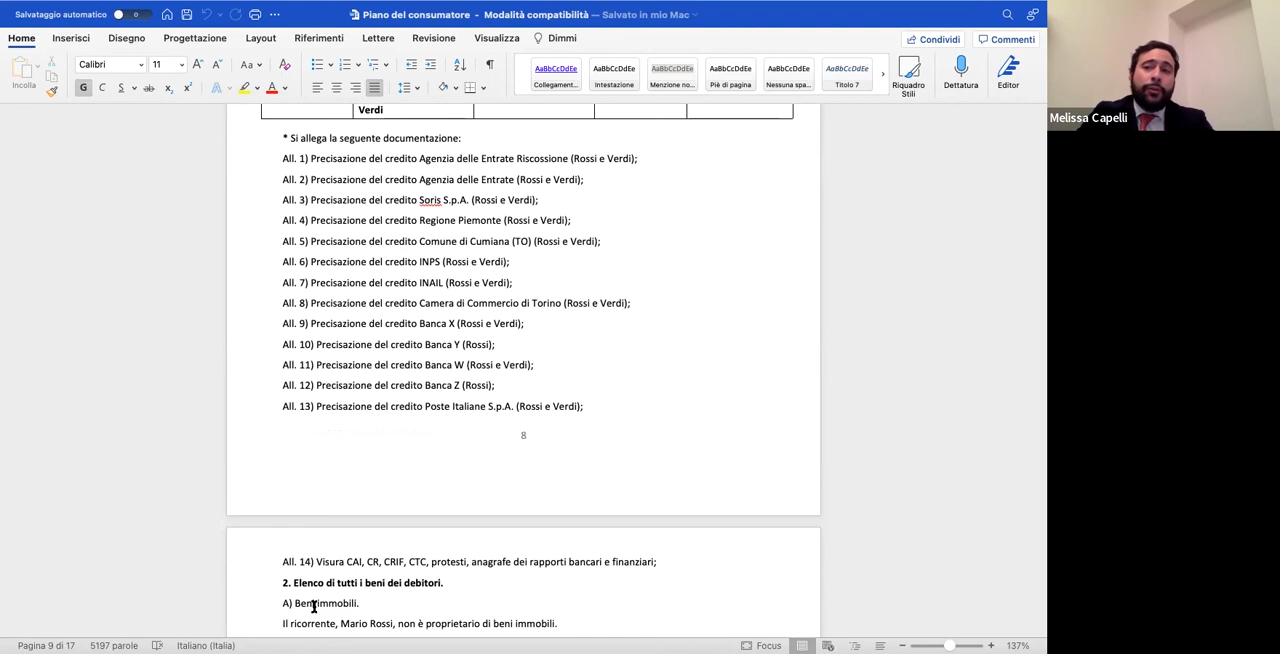 Salvataggio automatico
Piano del consumatore - Modalità compatibilità — Salvato in mio Mac
Home Inserisci Disegno Progettazione Layout Riferimenti Lettere Revisione Visualizza Dimmi
Condividi Commenti
Incolla
Calibri 11
Aa
G C S ab x₂ x² A A
AaBbCcDdEe AaBbCcDdEe AaBbCcDdEe AaBbCcDdEe AaBbCcDdEe AaBbCcDdEe
Collegament... Intestazione Menzione no... Piè di pagina Nessuna spa... Titolo 7
Riquadro Stili
Dettatura
Editor
Melissa Capelli
Verdi
* Si allega la seguente documentazione:
All. 1) Precisazione del credito Agenzia delle Entrate Riscossione (Rossi e Verdi);
All. 2) Precisazione del credito Agenzia delle Entrate (Rossi e Verdi);
All. 3) Precisazione del credito Soris S.p.A. (Rossi e Verdi);
All. 4) Precisazione del credito Regione Piemonte (Rossi e Verdi);
All. 5) Precisazione del credito Comune di Cumiana (TO) (Rossi e Verdi);
All. 6) Precisazione del credito INPS (Rossi e Verdi);
All. 7) Precisazione del credito INAIL (Rossi e Verdi);
All. 8) Precisazione del credito Camera di Commercio di Torino (Rossi e Verdi);
All. 9) Precisazione del credito Banca X (Rossi e Verdi);
All. 10) Precisazione del credito Banca Y (Rossi);
All. 11) Precisazione del credito Banca W (Rossi e Verdi);
All. 12) Precisazione del credito Banca Z (Rossi);
All. 13) Precisazione del credito Poste Italiane S.p.A. (Rossi e Verdi);
8
All. 14) Visura CAI, CR, CRIF, CTC, protesti, anagrafe dei rapporti bancari e finanziari;
2. Elenco di tutti i beni dei debitori.
A) Beni immobili.
Il ricorrente, Mario Rossi, non è proprietario di beni immobili.
Pagina 9 di 17 5197 parole Italiano (Italia) Focus 137%